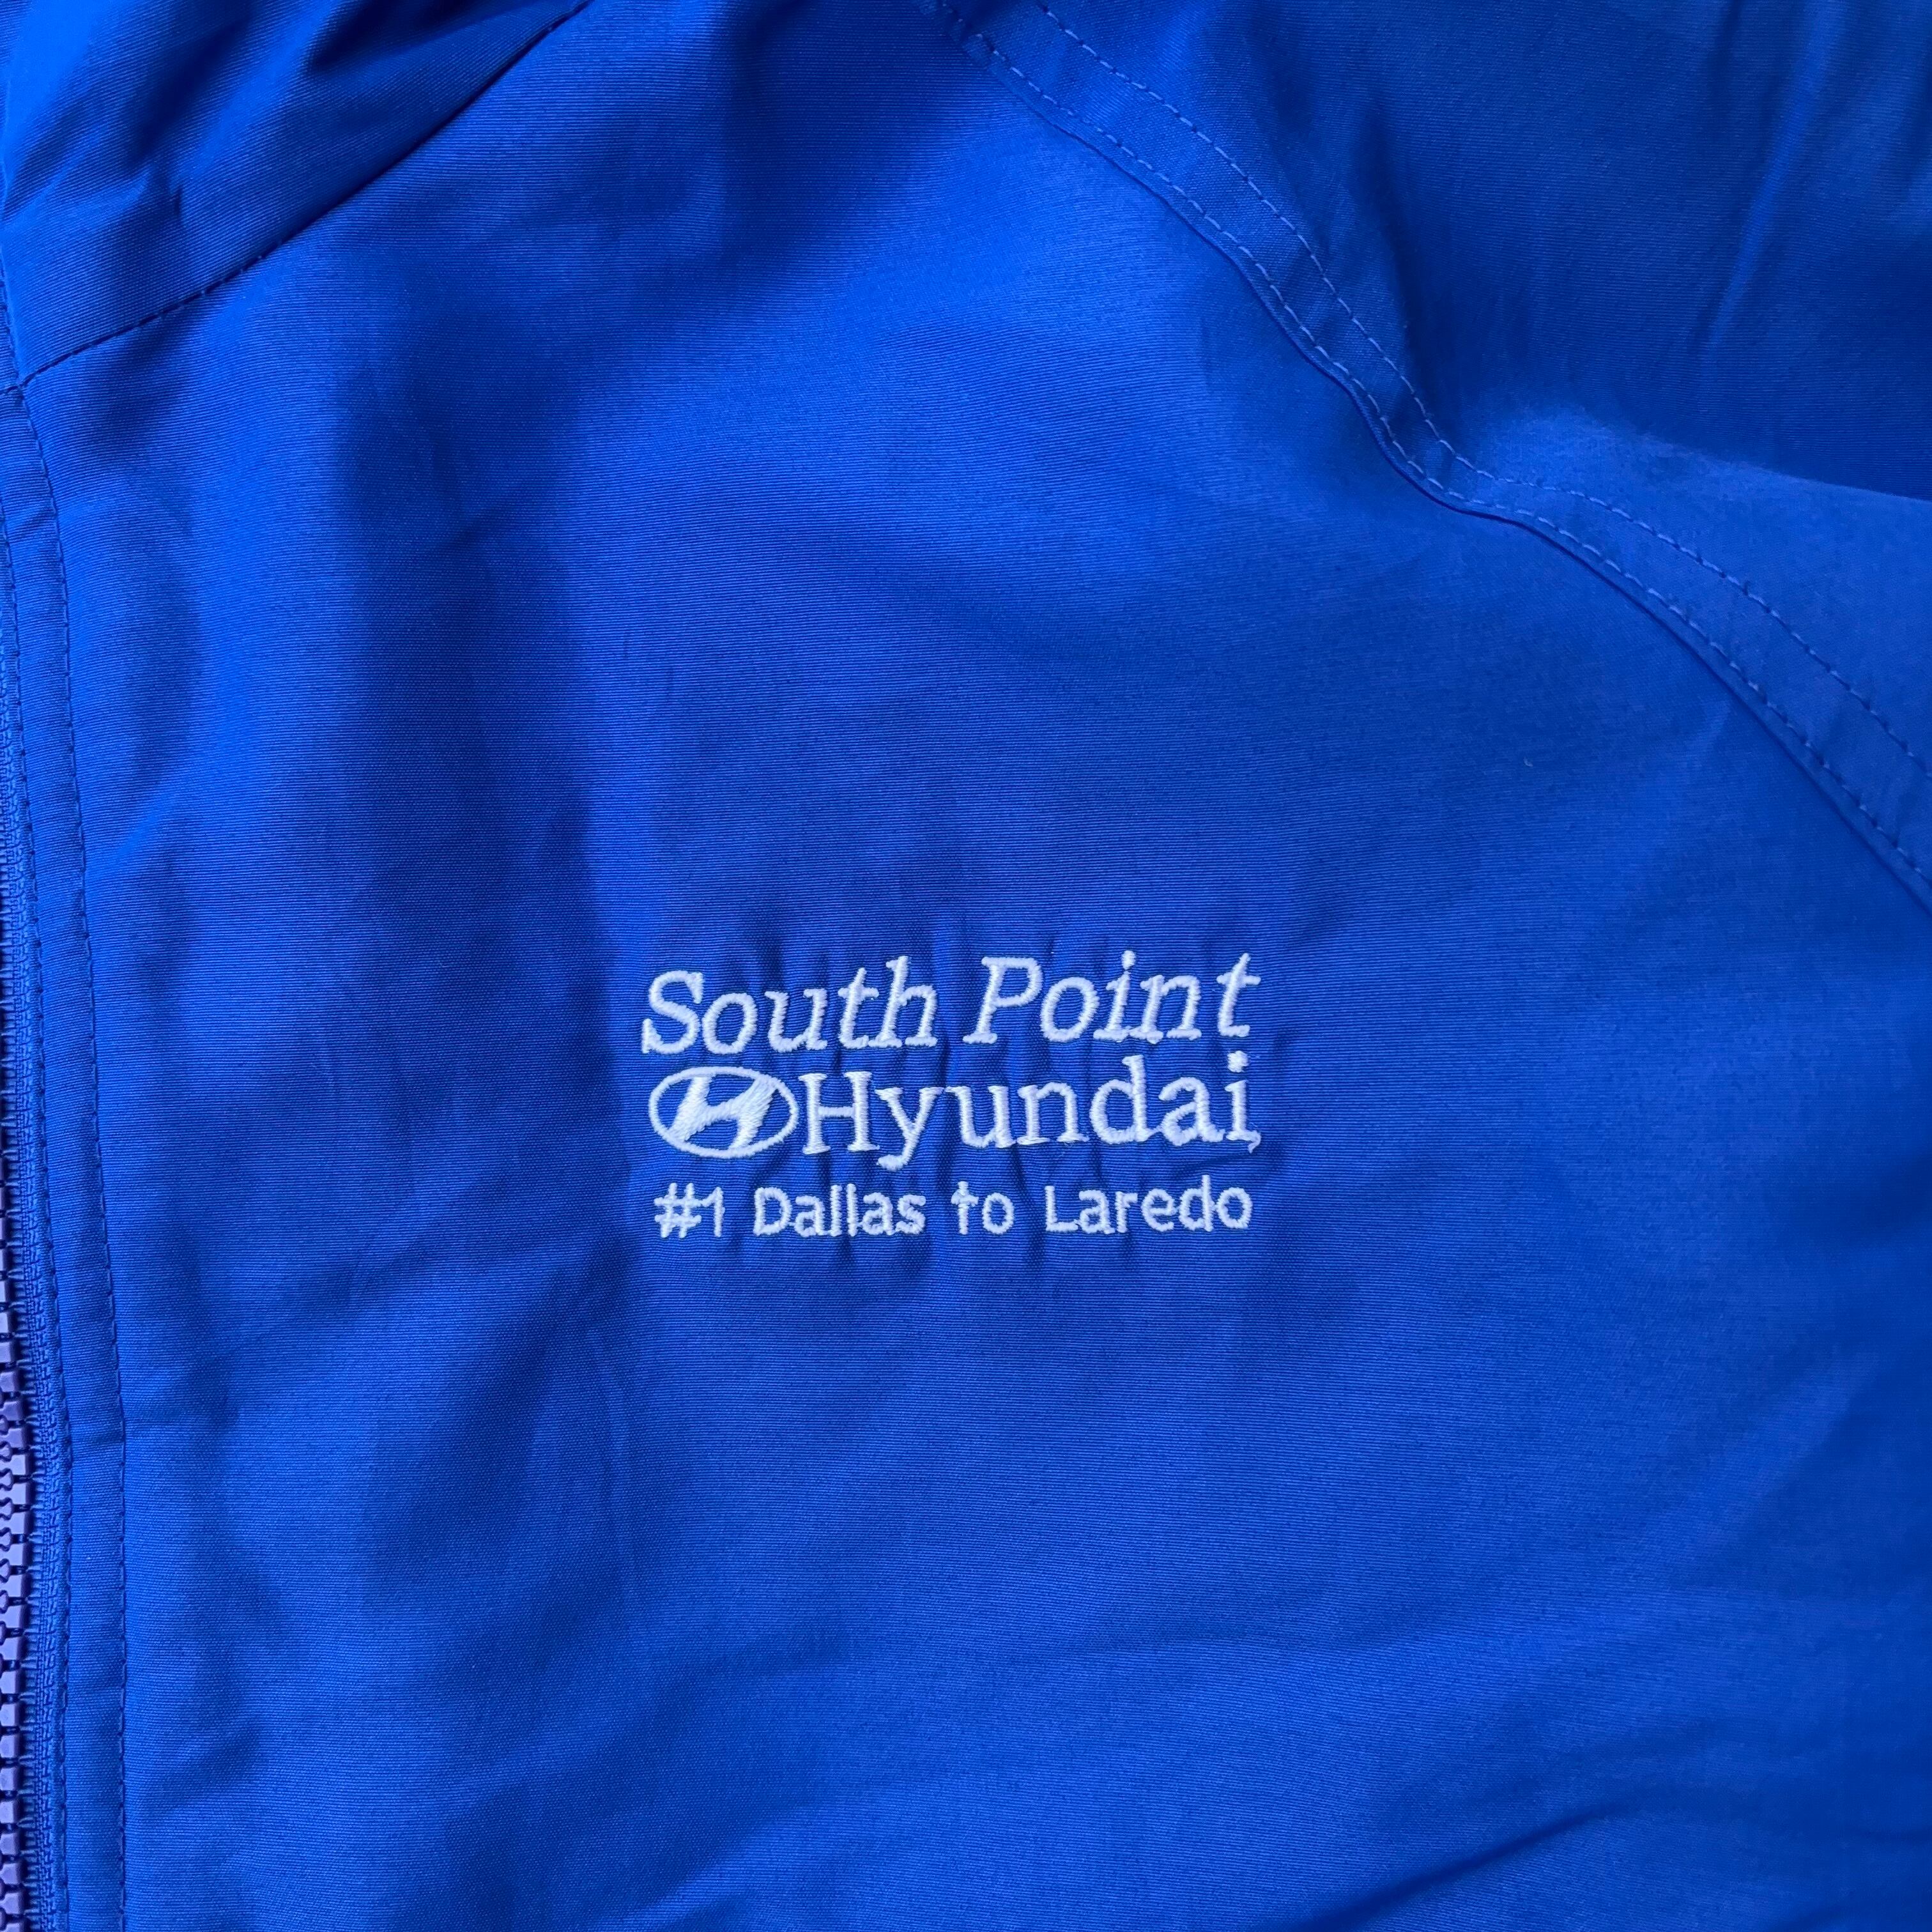 South Point
Hyundai
#1 Dallas to Laredo